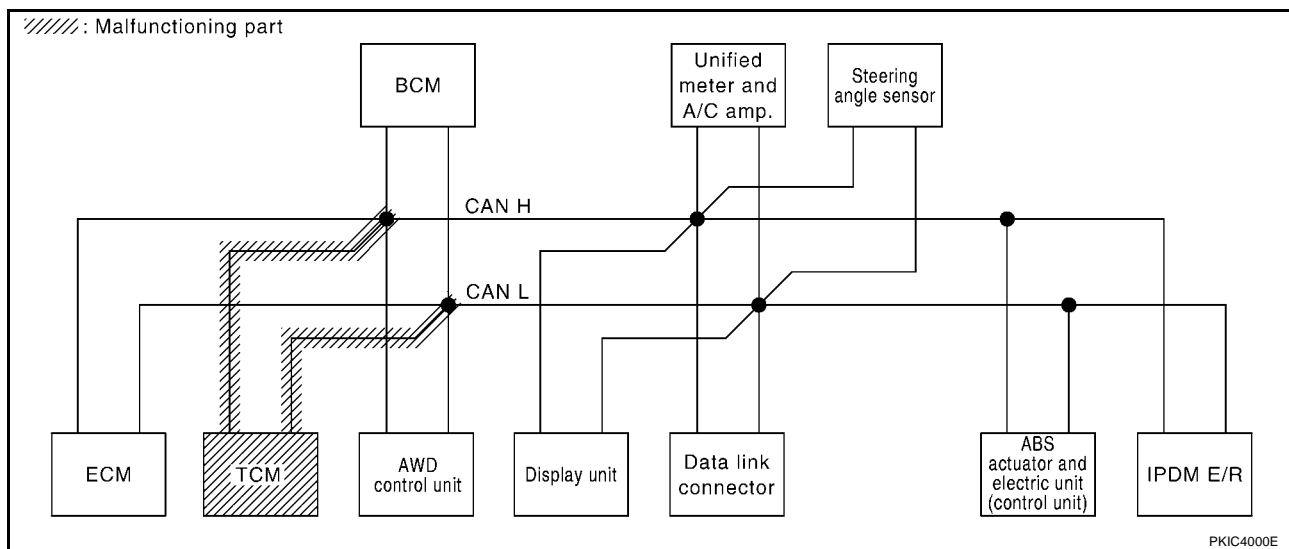 : Malfunctioning part
BCM
Unified
meter and
A/C amp.
Steering
angle sensor
CAN H
CAN L
ECM
TCM
AWD
control unit
Display unit
Data link
connector
ABS
actuator and
electric unit
(control unit)
IPDM E/R
PKIC4000E